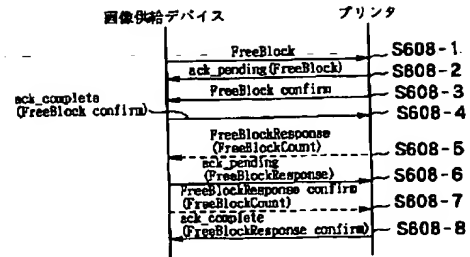 画像供給デバイス プリンタ
FreeBlock S608-1
ack_pending(FreeBlock) S608-2
FreeBlock confirm S608-3
ack_complete
(FreeBlock confirm) S608-4
FreeBlockResponse
(FreeBlockCount) S608-5
ack_pending
(FreeBlockResponse) S608-6
FreeBlockResponse confirm
(FreeBlockCount) S608-7
ack_complete
(FreeBlockResponse confirm) S608-8